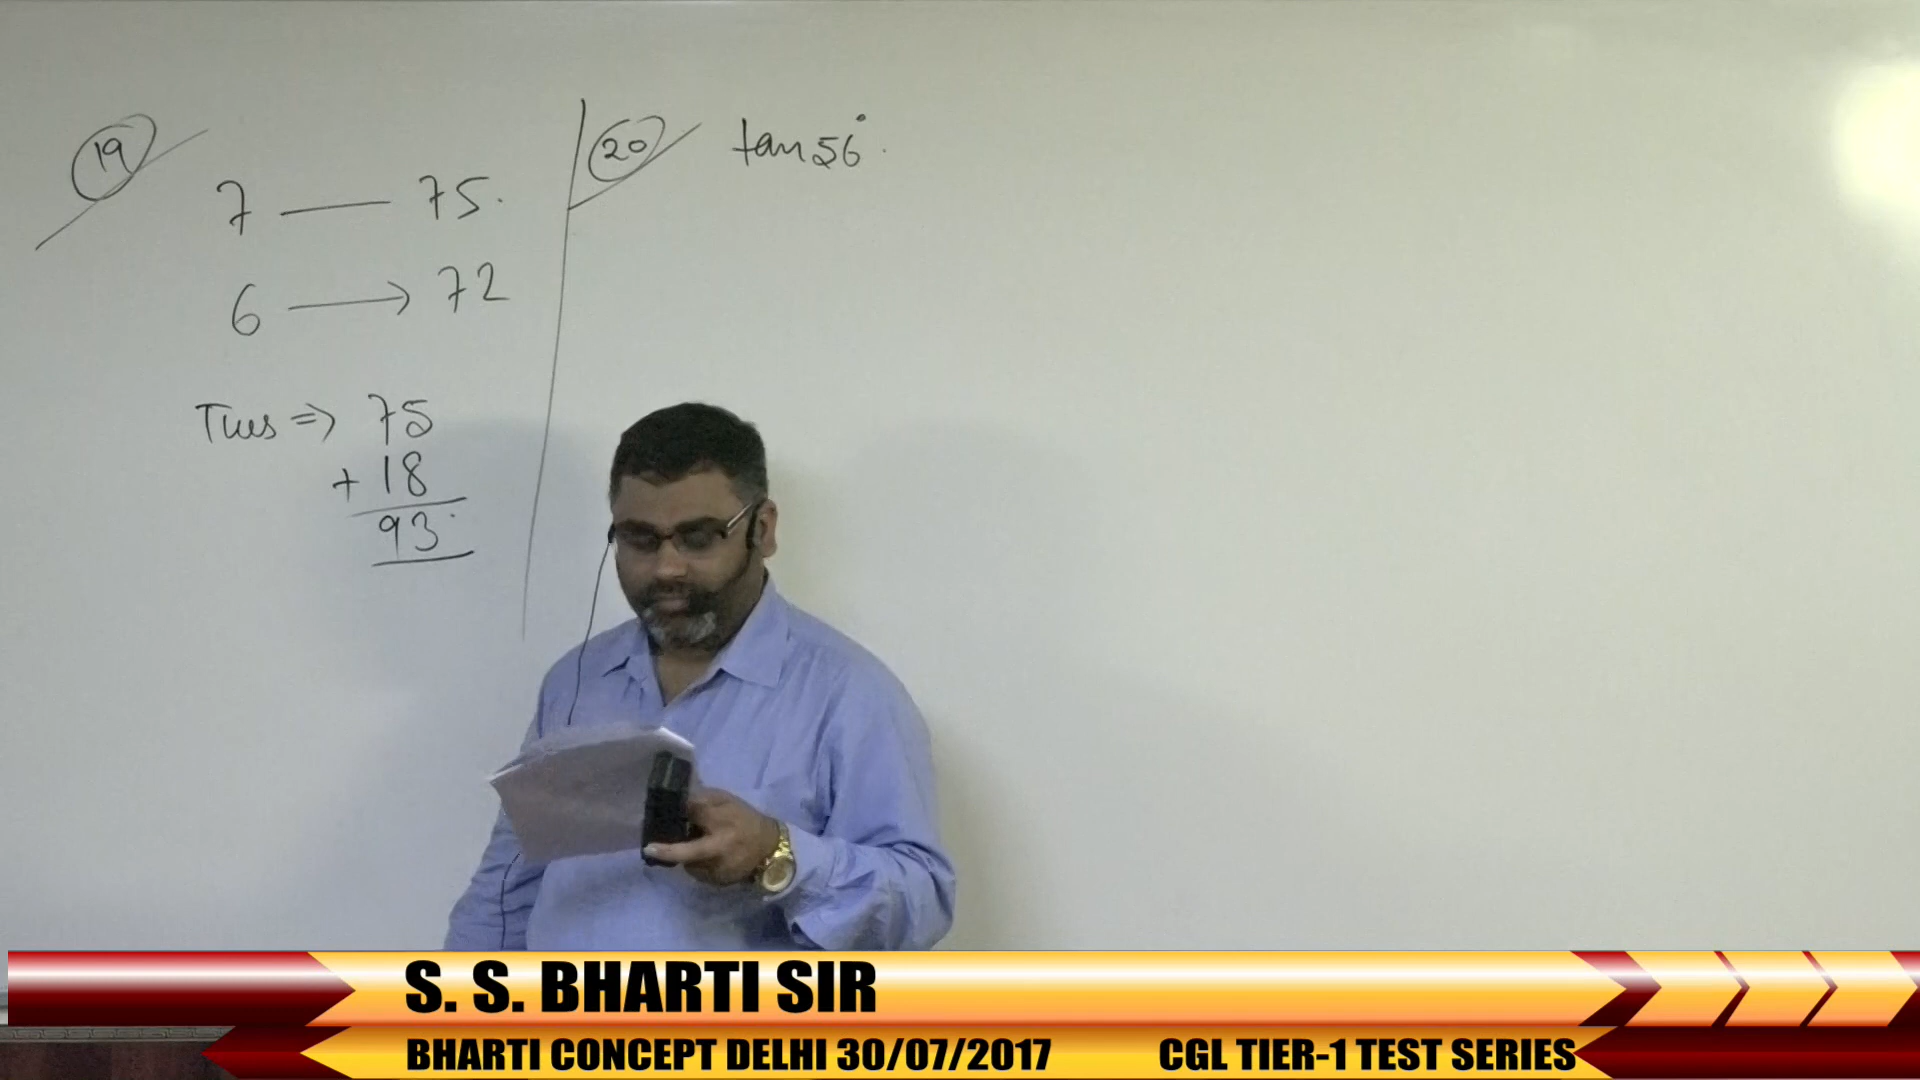 19
7 — 75.
6 → 72
Tues ⇒ 75
+ 18
93
20 tan 56°
S. S. BHARTI SIR
BHARTI CONCEPT DELHI 30/07/2017 CGL TIER-1 TEST SERIES